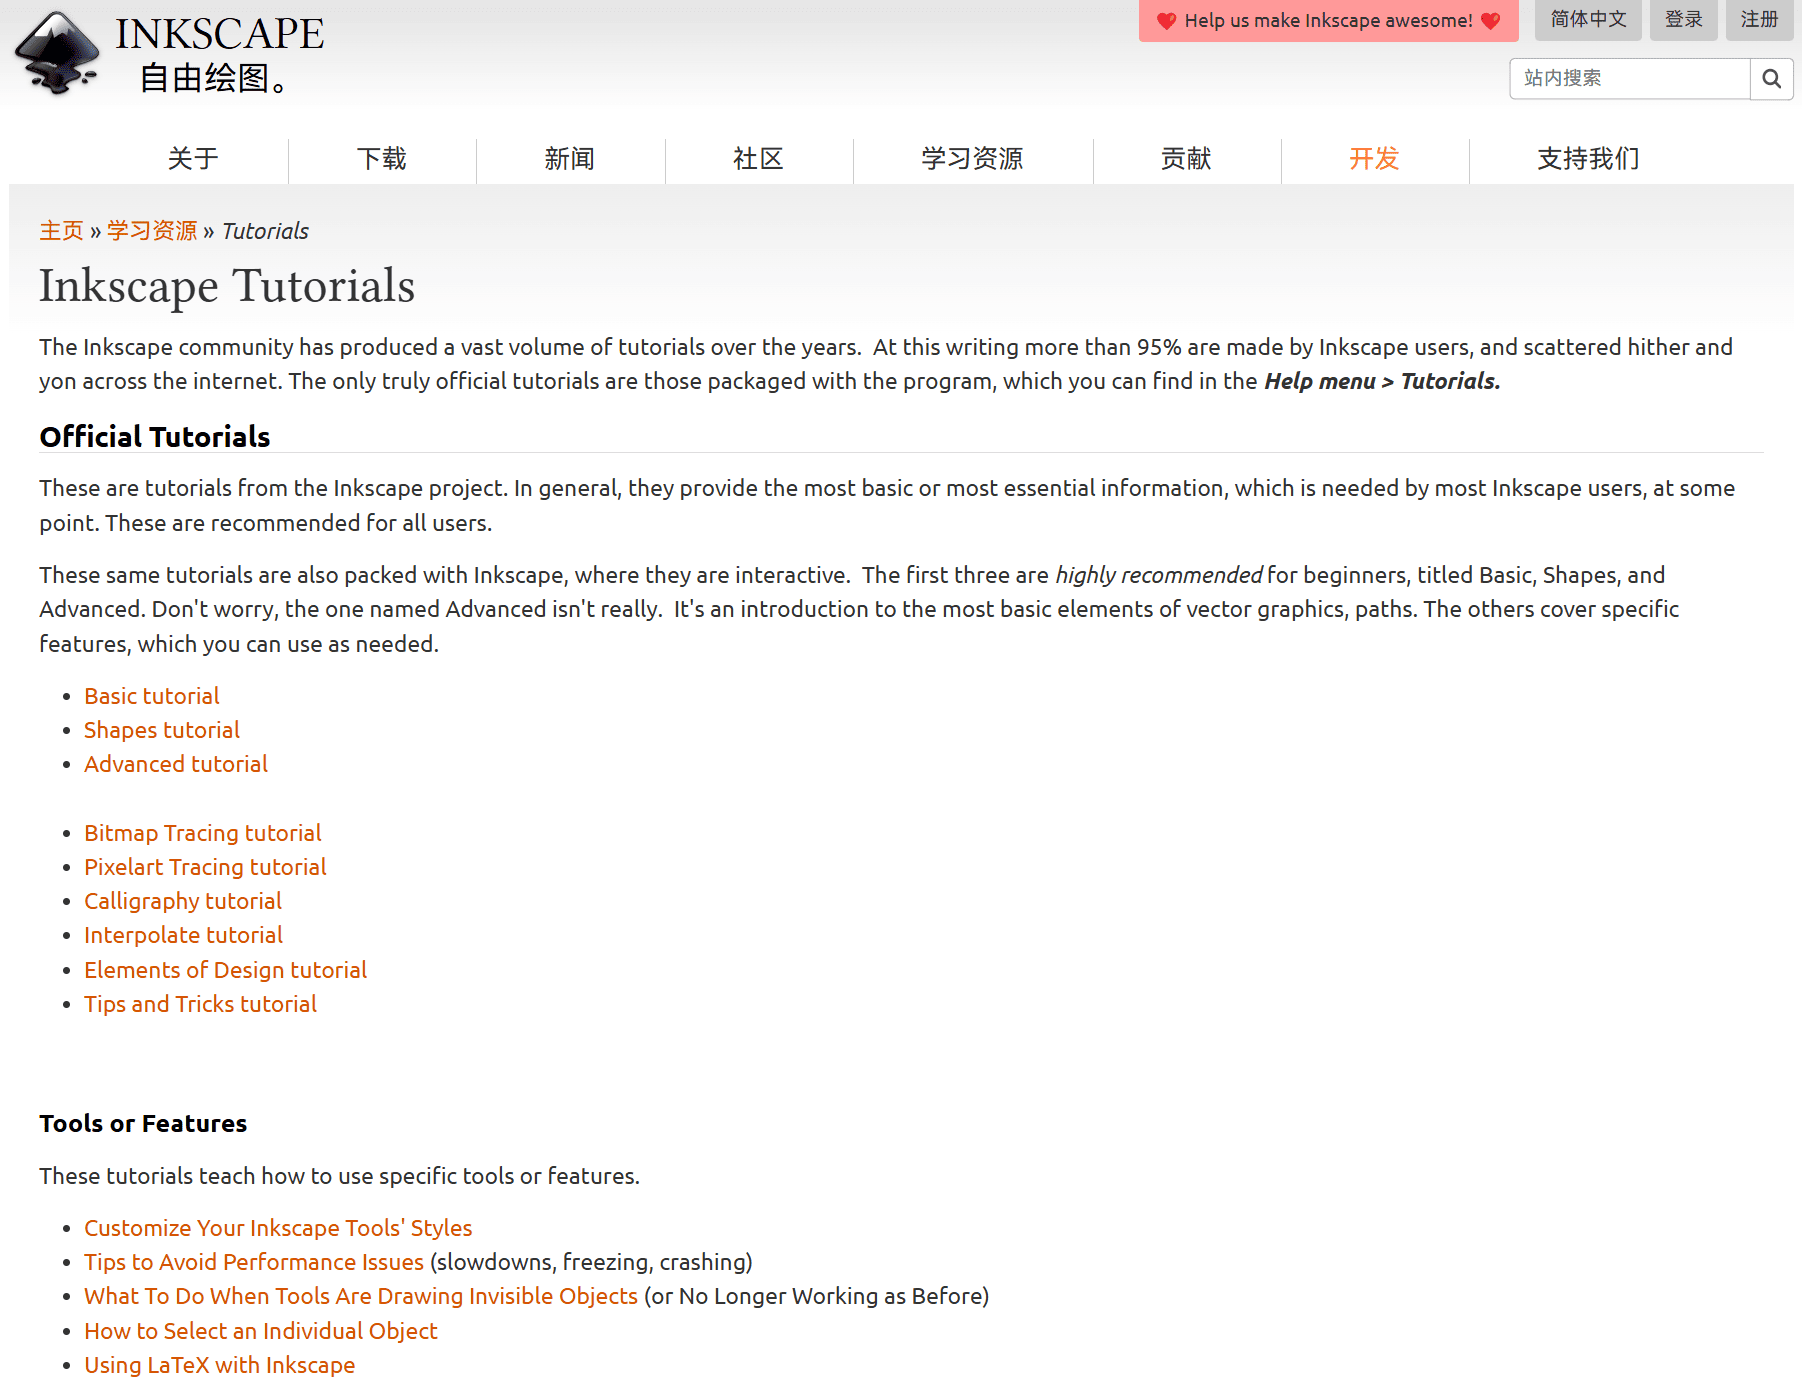 INKSCAPE
自由绘图。
Help us make Inkscape awesome!
简体中文
登录
注册
站内搜索
关于
下载
新闻
社区
学习资源
贡献
开发
支持我们
主页 » 学习资源 » Tutorials
Inkscape Tutorials
The Inkscape community has produced a vast volume of tutorials over the years.  At this writing more than 95% are made by Inkscape users, and scattered hither and
yon across the internet. The only truly official tutorials are those packaged with the program, which you can find in the Help menu > Tutorials.
Official Tutorials
These are tutorials from the Inkscape project. In general, they provide the most basic or most essential information, which is needed by most Inkscape users, at some
point. These are recommended for all users.
These same tutorials are also packed with Inkscape, where they are interactive.  The first three are highly recommended for beginners, titled Basic, Shapes, and
Advanced. Don't worry, the one named Advanced isn't really.  It's an introduction to the most basic elements of vector graphics, paths. The others cover specific
features, which you can use as needed.
• Basic tutorial
• Shapes tutorial
• Advanced tutorial
• Bitmap Tracing tutorial
• Pixelart Tracing tutorial
• Calligraphy tutorial
• Interpolate tutorial
• Elements of Design tutorial
• Tips and Tricks tutorial
Tools or Features
These tutorials teach how to use specific tools or features.
• Customize Your Inkscape Tools' Styles
• Tips to Avoid Performance Issues (slowdowns, freezing, crashing)
• What To Do When Tools Are Drawing Invisible Objects (or No Longer Working as Before)
• How to Select an Individual Object
• Using LaTeX with Inkscape